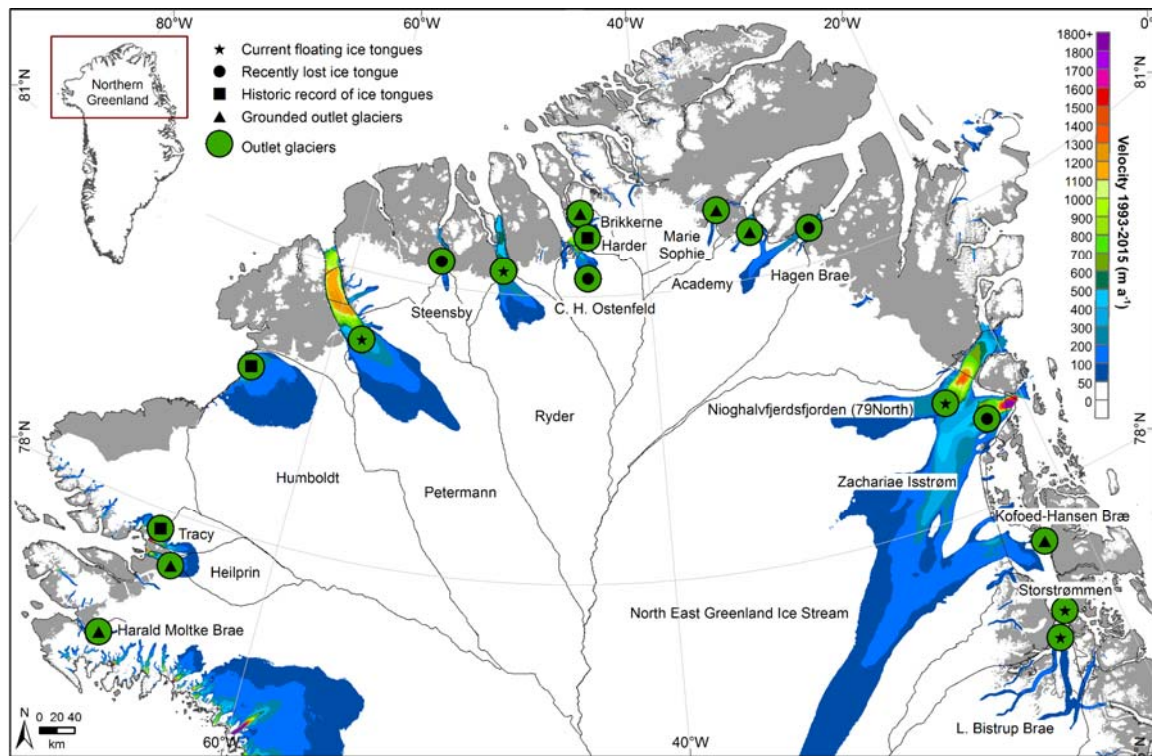 80°W
60°W
40°W
20°W
0°
81°N
81°N
78°N
78°N
Northern
Greenland
Current floating ice tongues
Recently lost ice tongue
Historic record of ice tongues
Grounded outlet glaciers
Outlet glaciers
1800+
1800
1700
1600
1500
1400
1300
1200
1100
1000
900
800
700
600
500
400
300
200
100
50
0
Velocity 1993-2015 (m a⁻¹)
Brikkerne
Harder
Marie
Sophie
Academy
Hagen Brae
Steensby
C. H. Ostenfeld
Ryder
Nioghalvfjerdsfjorden (79North)
Zachariae Isstrøm
Humboldt
Petermann
Kofoed-Hansen Bræ
Tracy
Heilprin
Storstrømmen
North East Greenland Ice Stream
Harald Moltke Brae
L. Bistrup Brae
N
0 20 40
km
60°W
40°W